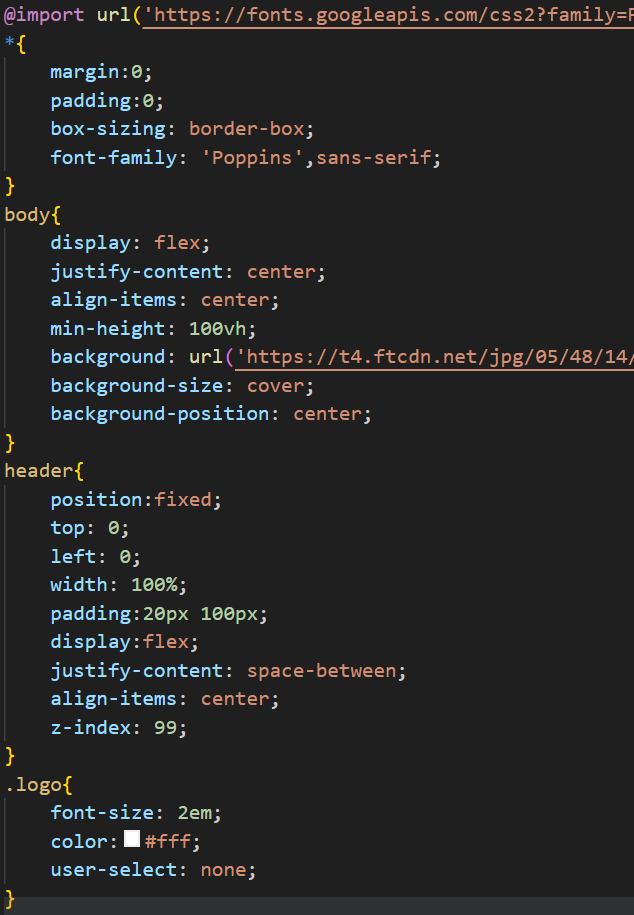 @import url('https://fonts.googleapis.com/css2?family=
*{
    margin:0;
    padding:0;
    box-sizing: border-box;
    font-family: 'Poppins',sans-serif;
}
body{
    display: flex;
    justify-content: center;
    align-items: center;
    min-height: 100vh;
    background: url('https://t4.ftcdn.net/jpg/05/48/14/
    background-size: cover;
    background-position: center;
}
header{
    position:fixed;
    top: 0;
    left: 0;
    width: 100%;
    padding:20px 100px;
    display:flex;
    justify-content: space-between;
    align-items: center;
    z-index: 99;
}
.logo{
    font-size: 2em;
    color: #fff;
    user-select: none;
}